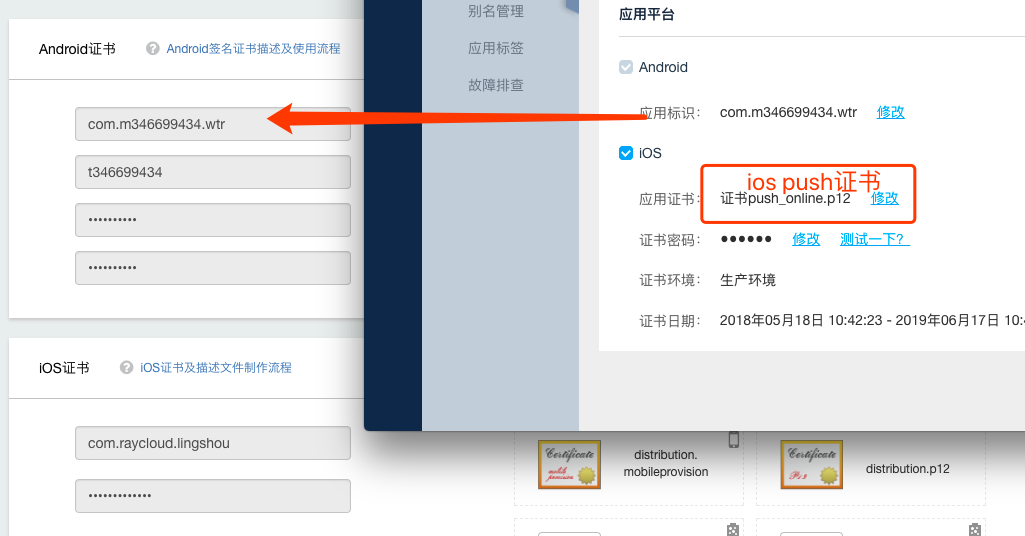 Android证书
Android签名证书描述及使用流程
com.m346699434.wtr
t346699434
••••••••••
••••••••••
iOS证书
iOS证书及描述文件制作流程
com.raycloud.lingshou
•••••••••••••
别名管理
应用标签
故障排查
应用平台
Android
应用标识： com.m346699434.wtr 修改
iOS
ios push证书
应用证书： 证书push_online.p12 修改
证书密码： •••••• 修改 测试一下?
证书环境： 生产环境
证书日期： 2018年05月18日 10:42:23 - 2019年06月17日 10:4
Certificate
mobile
provision
distribution.
mobileprovision
Certificate
distribution.p12